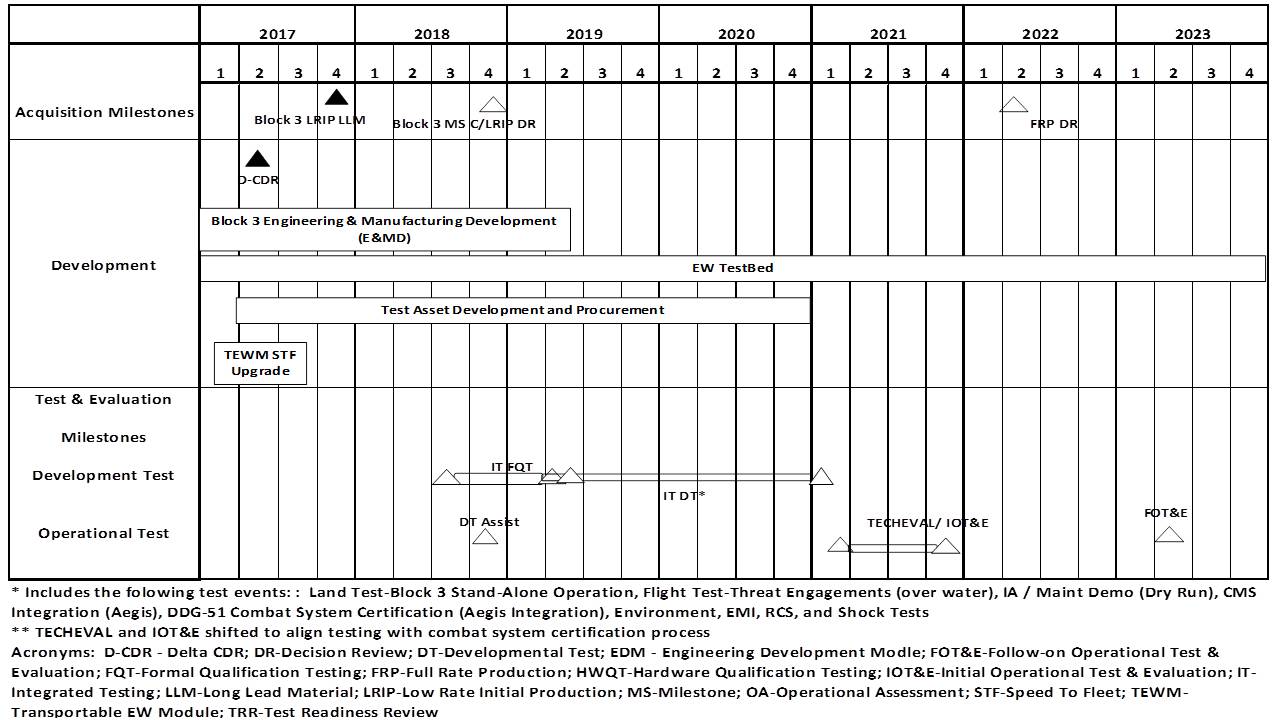 2017 2018 2019 2020 2021 2022 2023
1 2 3 4 1 2 3 4 1 2 3 4 1 2 3 4 1 2 3 4 1 2 3 4 1 2 3 4
Acquisition Milestones
Block 3 LRIP LLM
Block 3 MS C/LRIP DR
FRP DR
Development
D-CDR
Block 3 Engineering & Manufacturing Development
(E&MD)
EW TestBed
Test Asset Development and Procurement
TEWM STF
Upgrade
Test & Evaluation
Milestones
Development Test
IT FQT
IT DT*
Operational Test
DT Assist
TECHEVAL/ IOT&E
FOT&E
* Includes the folowing test events: : Land Test-Block 3 Stand-Alone Operation, Flight Test-Threat Engagements (over water), IA / Maint Demo (Dry Run), CMS
Integration (Aegis), DDG-51 Combat System Certification (Aegis Integration), Environment, EMI, RCS, and Shock Tests
** TECHEVAL and IOT&E shifted to align testing with combat system certification process
Acronyms: D-CDR - Delta CDR; DR-Decision Review; DT-Developmental Test; EDM - Engineering Development Modle; FOT&E-Follow-on Operational Test &
Evaluation; FQT-Formal Qualification Testing; FRP-Full Rate Production; HWQT-Hardware Qualification Testing; IOT&E-Initial Operational Test & Evaluation; IT-
Integrated Testing; LLM-Long Lead Material; LRIP-Low Rate Initial Production; MS-Milestone; OA-Operational Assessment; STF-Speed To Fleet; TEWM-
Transportable EW Module; TRR-Test Readiness Review